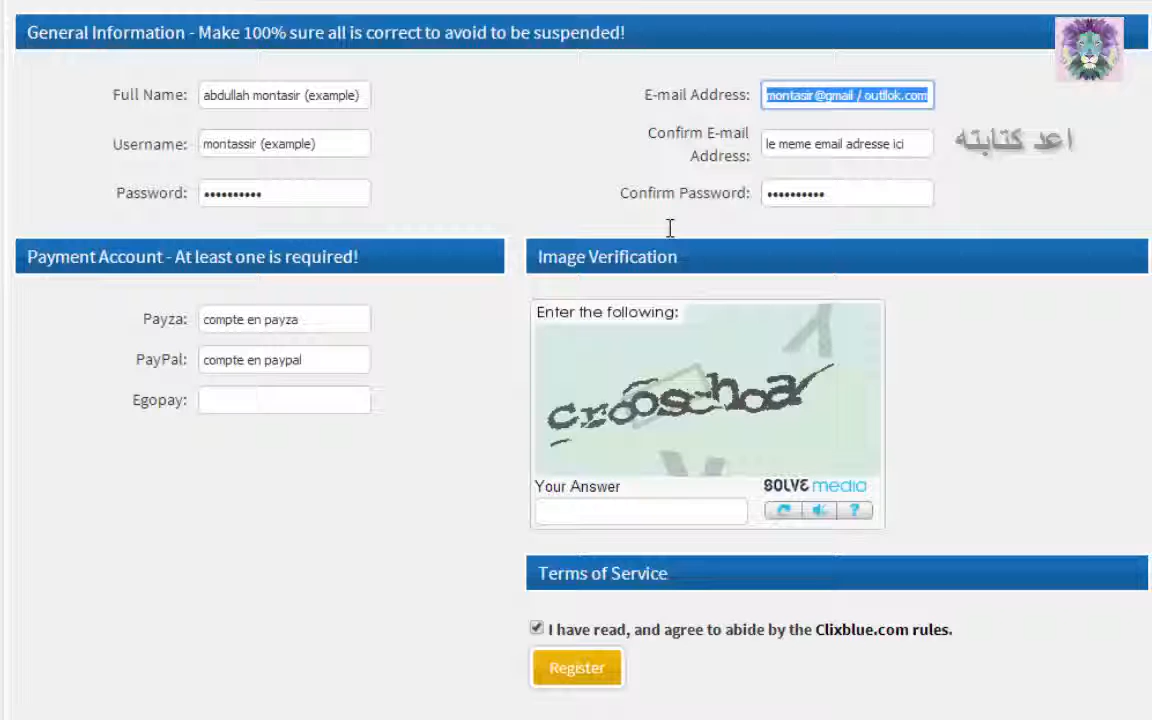 General Information - Make 100% sure all is correct to avoid to be suspended!
Full Name: abdullah montasir (example)
E-mail Address: montasir@gmail / outllok.com
Username: montassir (example)
Confirm E-mail Address: le meme email adresse ici
اعد كتابته
Password: ••••••••••
Confirm Password: ••••••••••
Payment Account - At least one is required!
Payza: compte en payza
PayPal: compte en paypal
Egopay:
Image Verification
Enter the following:
Your Answer
SOLVE media
?
Terms of Service
I have read, and agree to abide by the Clixblue.com rules.
Register